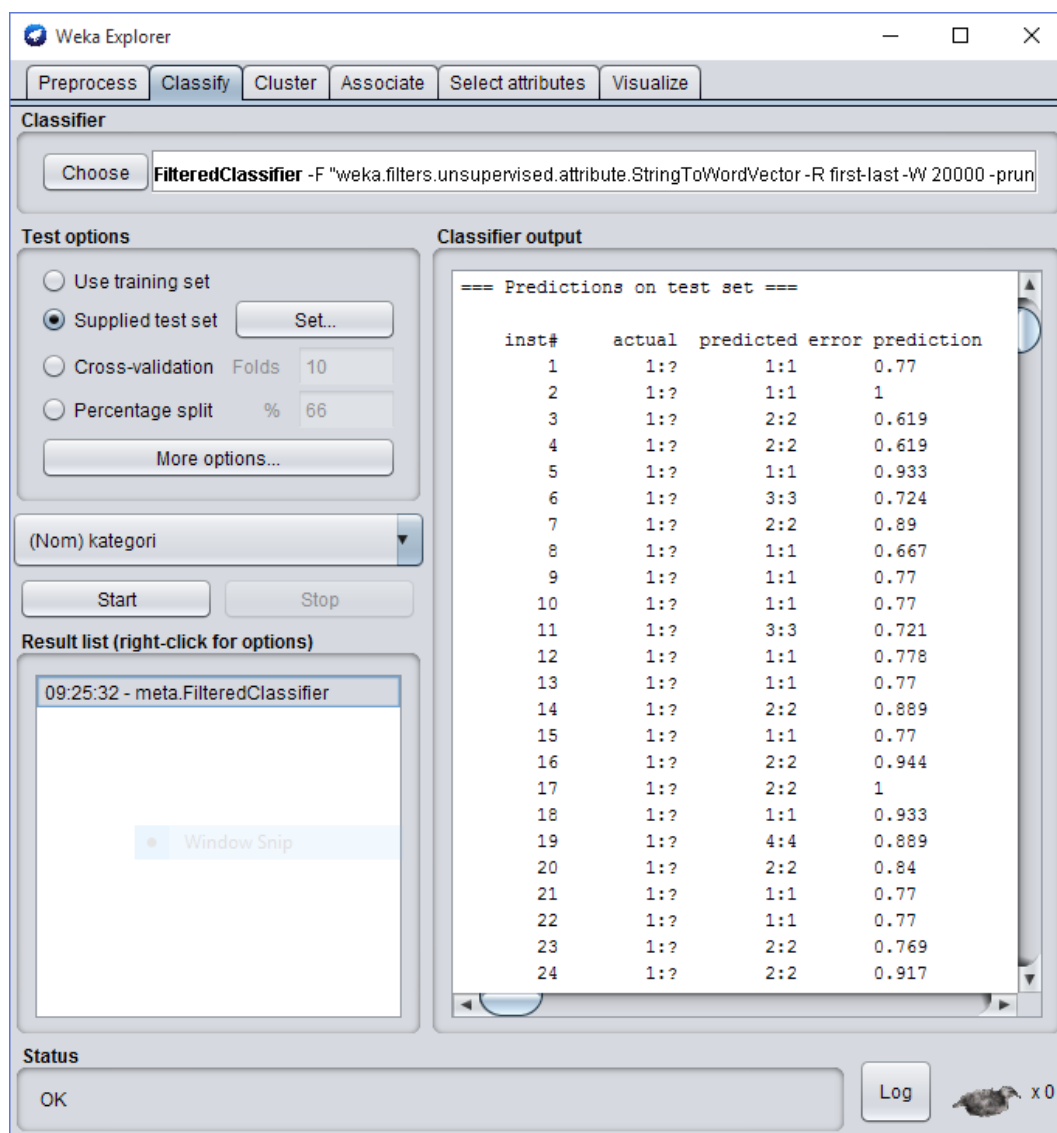 Weka Explorer
Preprocess Classify Cluster Associate Select attributes Visualize
Classifier
Choose FilteredClassifier -F "weka.filters.unsupervised.attribute.StringToWordVector -R first-last -W 20000 -prun
Test options
Use training set
Supplied test set Set...
Cross-validation Folds 10
Percentage split % 66
More options...
(Nom) kategori
Start Stop
Result list (right-click for options)
09:25:32 - meta.FilteredClassifier
Window Snip
Classifier output
=== Predictions on test set ===
inst# actual predicted error prediction
1 1:? 1:1 0.77
2 1:? 1:1 1
3 1:? 2:2 0.619
4 1:? 2:2 0.619
5 1:? 1:1 0.933
6 1:? 3:3 0.724
7 1:? 2:2 0.89
8 1:? 1:1 0.667
9 1:? 1:1 0.77
10 1:? 1:1 0.77
11 1:? 3:3 0.721
12 1:? 1:1 0.778
13 1:? 1:1 0.77
14 1:? 2:2 0.889
15 1:? 1:1 0.77
16 1:? 2:2 0.944
17 1:? 2:2 1
18 1:? 1:1 0.933
19 1:? 4:4 0.889
20 1:? 2:2 0.84
21 1:? 1:1 0.77
22 1:? 1:1 0.77
23 1:? 2:2 0.769
24 1:? 2:2 0.917
Status
OK
Log x 0